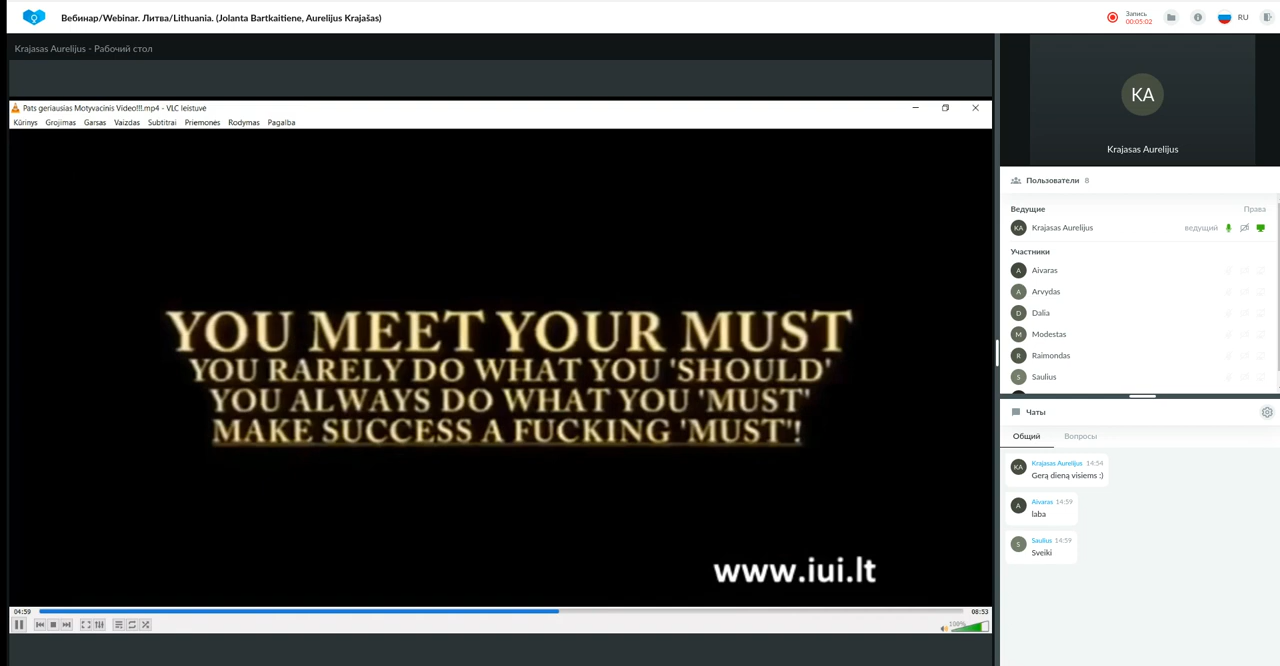 Вебинар/Webinar. Литва/Lithuania. (Jolanta Bartkaitiene, Aurelijus Krajašas)
Запись
00:05:02
RU
Krajasas Aurelijus - Рабочий стол
Pats geriausias Motyvacinis Video!!!.mp4 - VLC leistuvė
Kūrinys Grojimas Garsas Vaizdas Subtitrai Priemonės Rodymas Pagalba
YOU MEET YOUR MUST
YOU RARELY DO WHAT YOU 'SHOULD'
YOU ALWAYS DO WHAT YOU 'MUST'
MAKE SUCCESS A FUCKING 'MUST'!
www.iui.lt
04:59
08:53
100%
KA
Krajasas Aurelijus
Пользователи 8
Ведущие Права
KA Krajasas Aurelijus ведущий
Участники
A Aivaras
A Arvydas
D Dalia
M Modestas
R Raimondas
S Saulius
Чаты
Общий Вопросы
KA Krajasas Aurelijus 14:54
Gerą dieną visiems :)
A Aivaras 14:59
laba
S Saulius 14:59
Sveiki